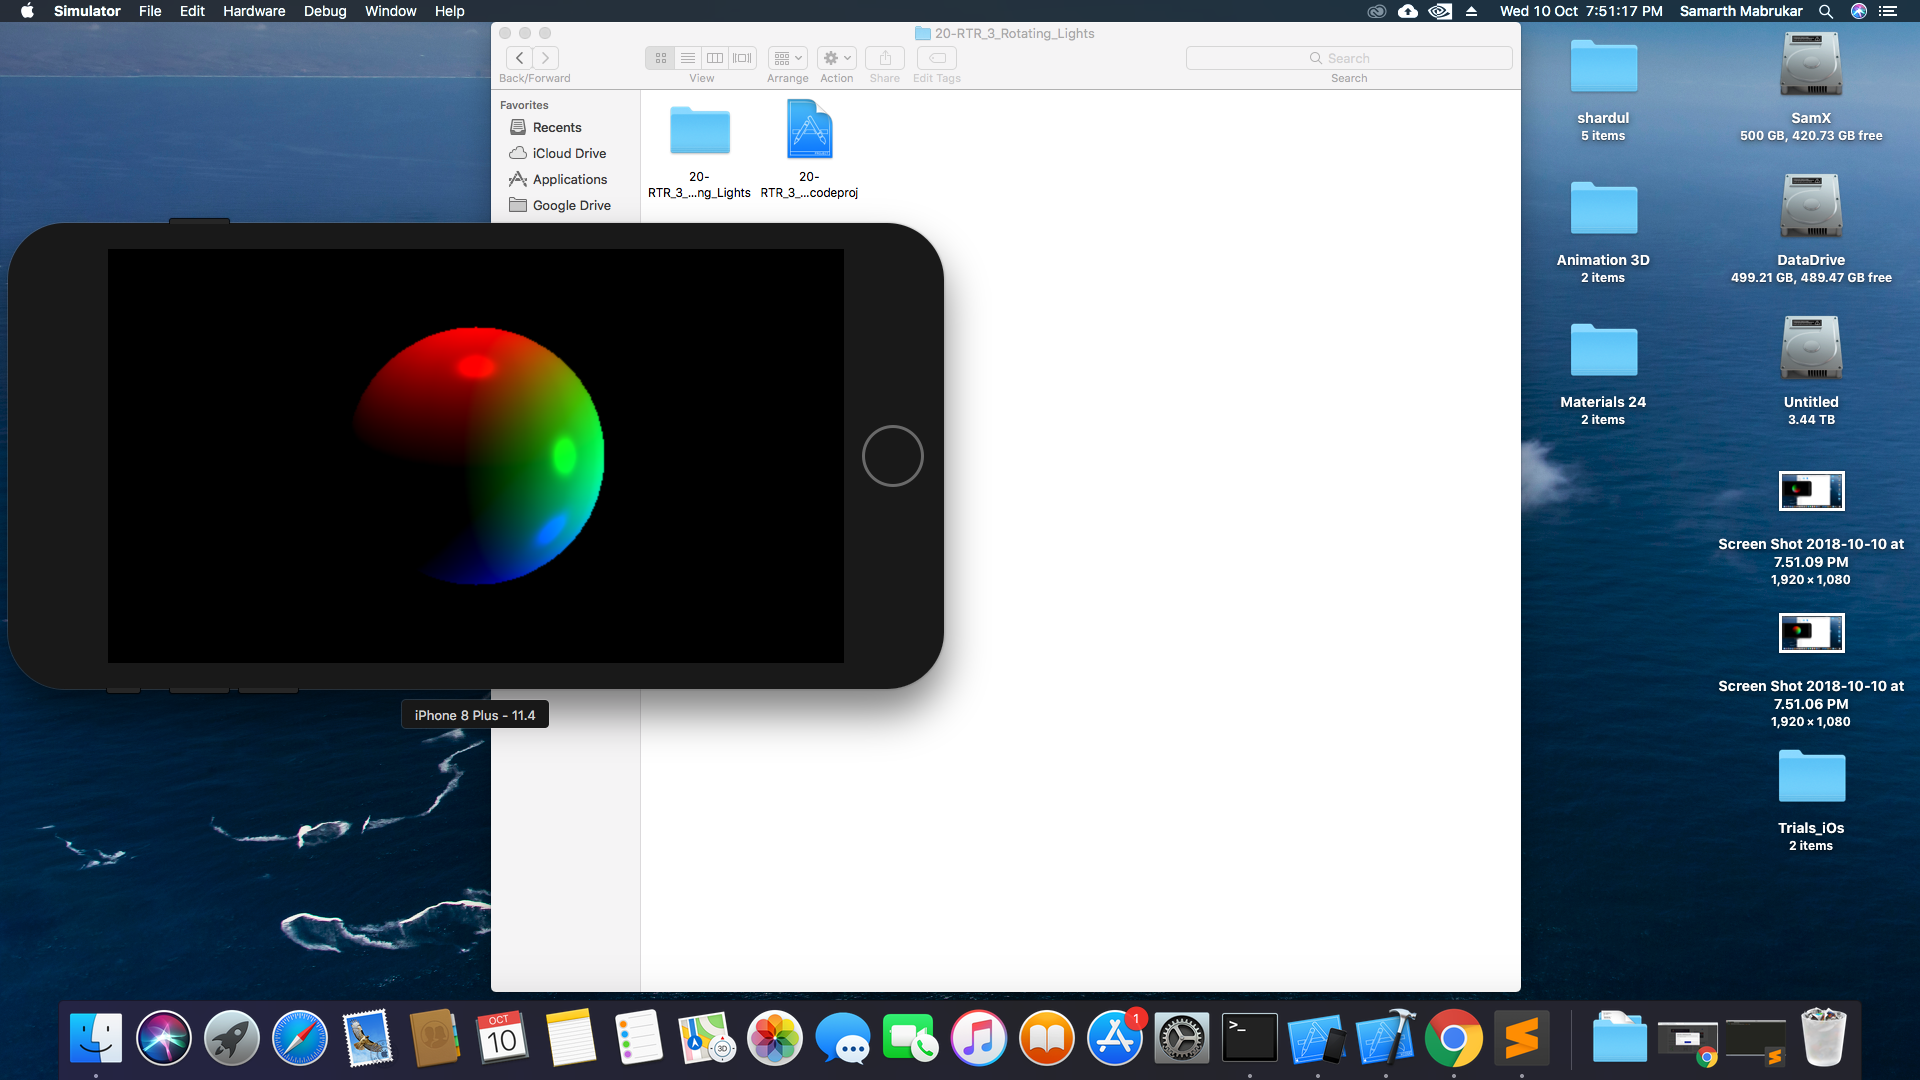 Simulator File Edit Hardware Debug Window Help
Wed 10 Oct 7:51:17 PM Samarth Mabrukar
20-RTR_3_Rotating_Lights
Search
Back/Forward View Arrange Action Share Edit Tags Search
Favorites
Recents
iCloud Drive
Applications
Google Drive
20-
RTR_3_...ng_Lights
20-
RTR_3_...codeproj
iPhone 8 Plus - 11.4
shardul
5 items
SamX
500 GB, 420.73 GB free
Animation 3D
2 items
DataDrive
499.21 GB, 489.47 GB free
Materials 24
2 items
Untitled
3.44 TB
Screen Shot 2018-10-10 at
7.51.09 PM
1,920 × 1,080
Screen Shot 2018-10-10 at
7.51.06 PM
1,920 × 1,080
Trials_iOs
2 items
OCT
10
3D
1
>_